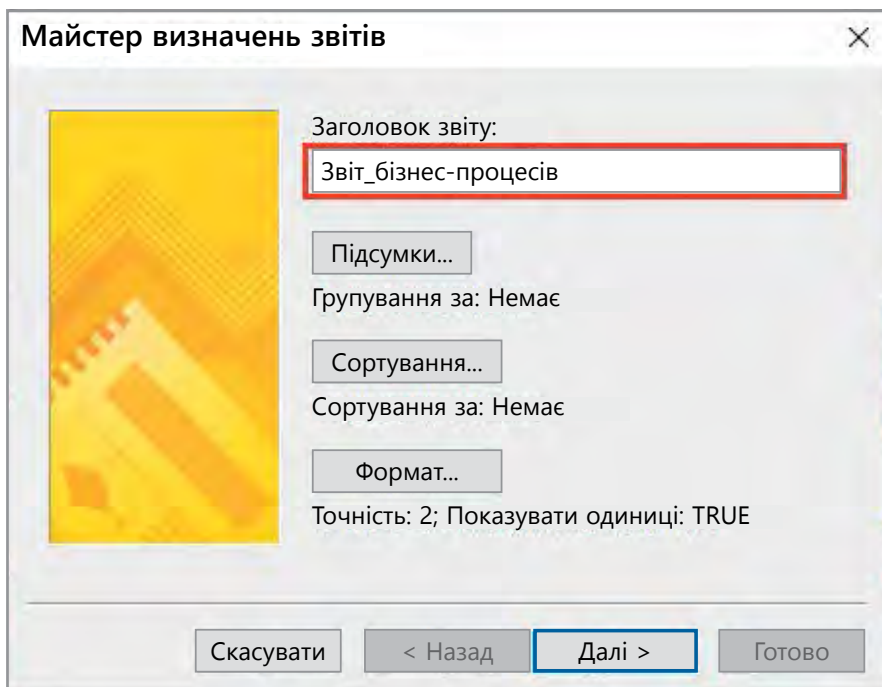 Майстер визначень звітів
Заголовок звіту:
Звіт_бізнес-процесів
Підсумки...
Групування за: Немає
Сортування...
Сортування за: Немає
Формат...
Точність: 2; Показувати одиниці: TRUE
Скасувати < Назад Далі > Готово